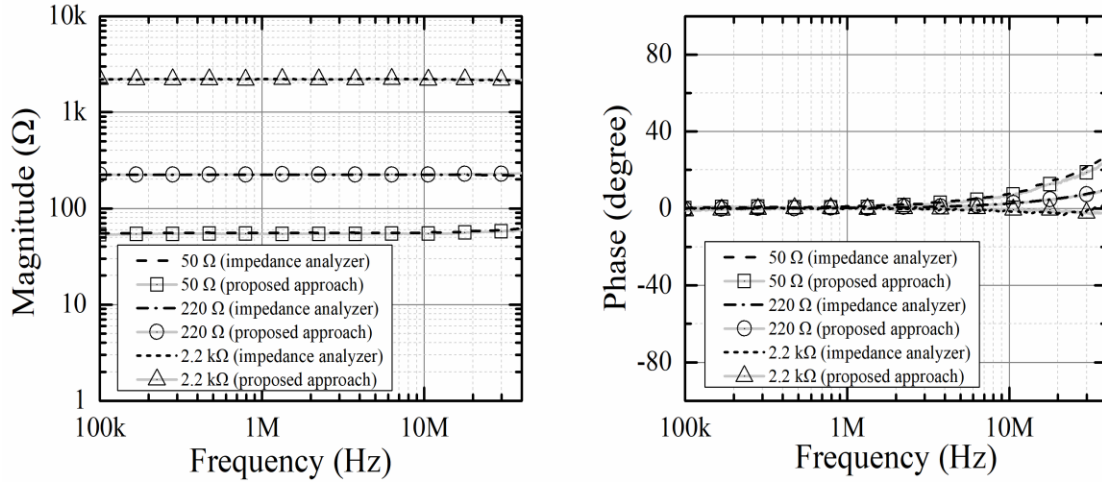 Magnitude (Ω)
10k
1k
100
10
1
50 Ω (impedance analyzer)
50 Ω (proposed approach)
220 Ω (impedance analyzer)
220 Ω (proposed approach)
2.2 kΩ (impedance analyzer)
2.2 kΩ (proposed approach)
100k 1M 10M
Frequency (Hz)
Phase (degree)
80
40
0
-40
-80
50 Ω (impedance analyzer)
50 Ω (proposed approach)
220 Ω (impedance analyzer)
220 Ω (proposed approach)
2.2 kΩ (impedance analyzer)
2.2 kΩ (proposed approach)
100k 1M 10M
Frequency (Hz)